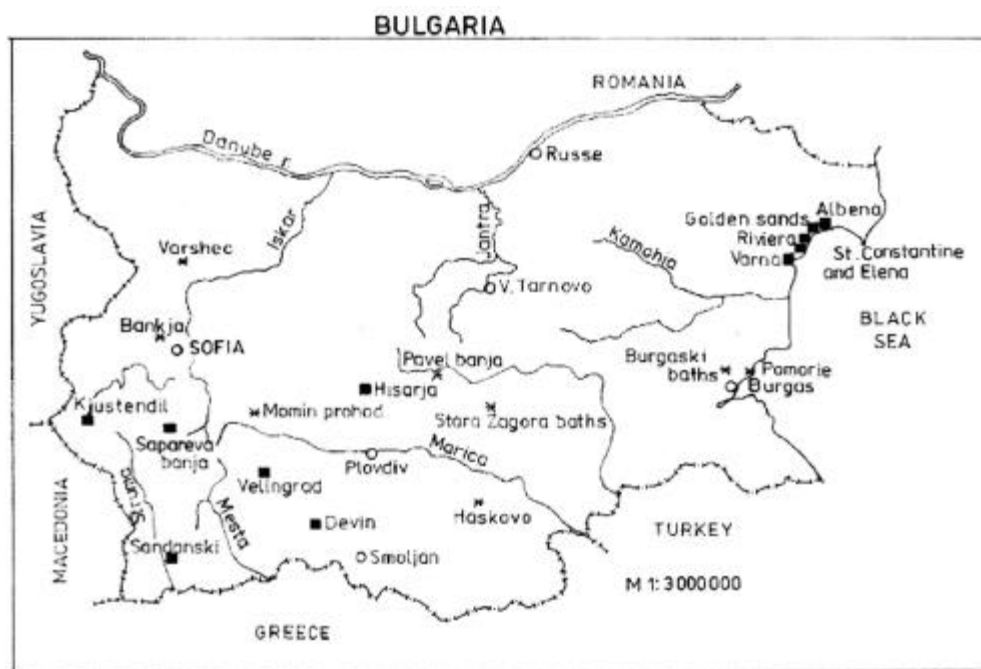 BULGARIA
ROMANIA
Danube r.
Russe
YUGOSLAVIA
Iskar
Jantra
Golden sands
Albena
Riviera
Varna
St. Constantine
and Elena
Kamchia
Varshec
V. Tarnovo
BLACK
SEA
Bankja
SOFIA
Pavel banja
Burgaski
baths
Pomorie
Burgas
Hisarja
Kjustendil
Momin prohod
Stara Zagora baths
Sapareva
banja
Marica
Plovdiv
Velingrad
Struma
Mesta
Haskovo
MACEDONIA
Devin
TURKEY
Sandanski
Smoljan
M 1:3000000
GREECE